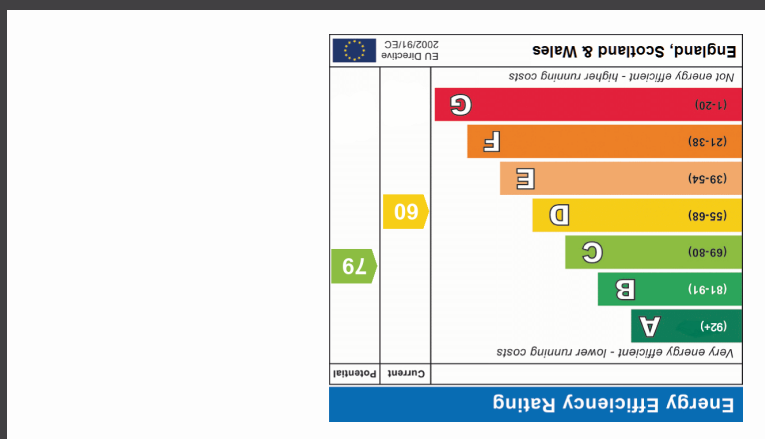 Energy Efficiency Rating
Current Potential
Very energy efficient - lower running costs
(92+) A
(81-91) B
(69-80) C
79
(55-68) D
60
(39-54) E
(21-38) F
(1-20) G
Not energy efficient - higher running costs
England, Scotland & Wales
EU Directive
2002/91/EC